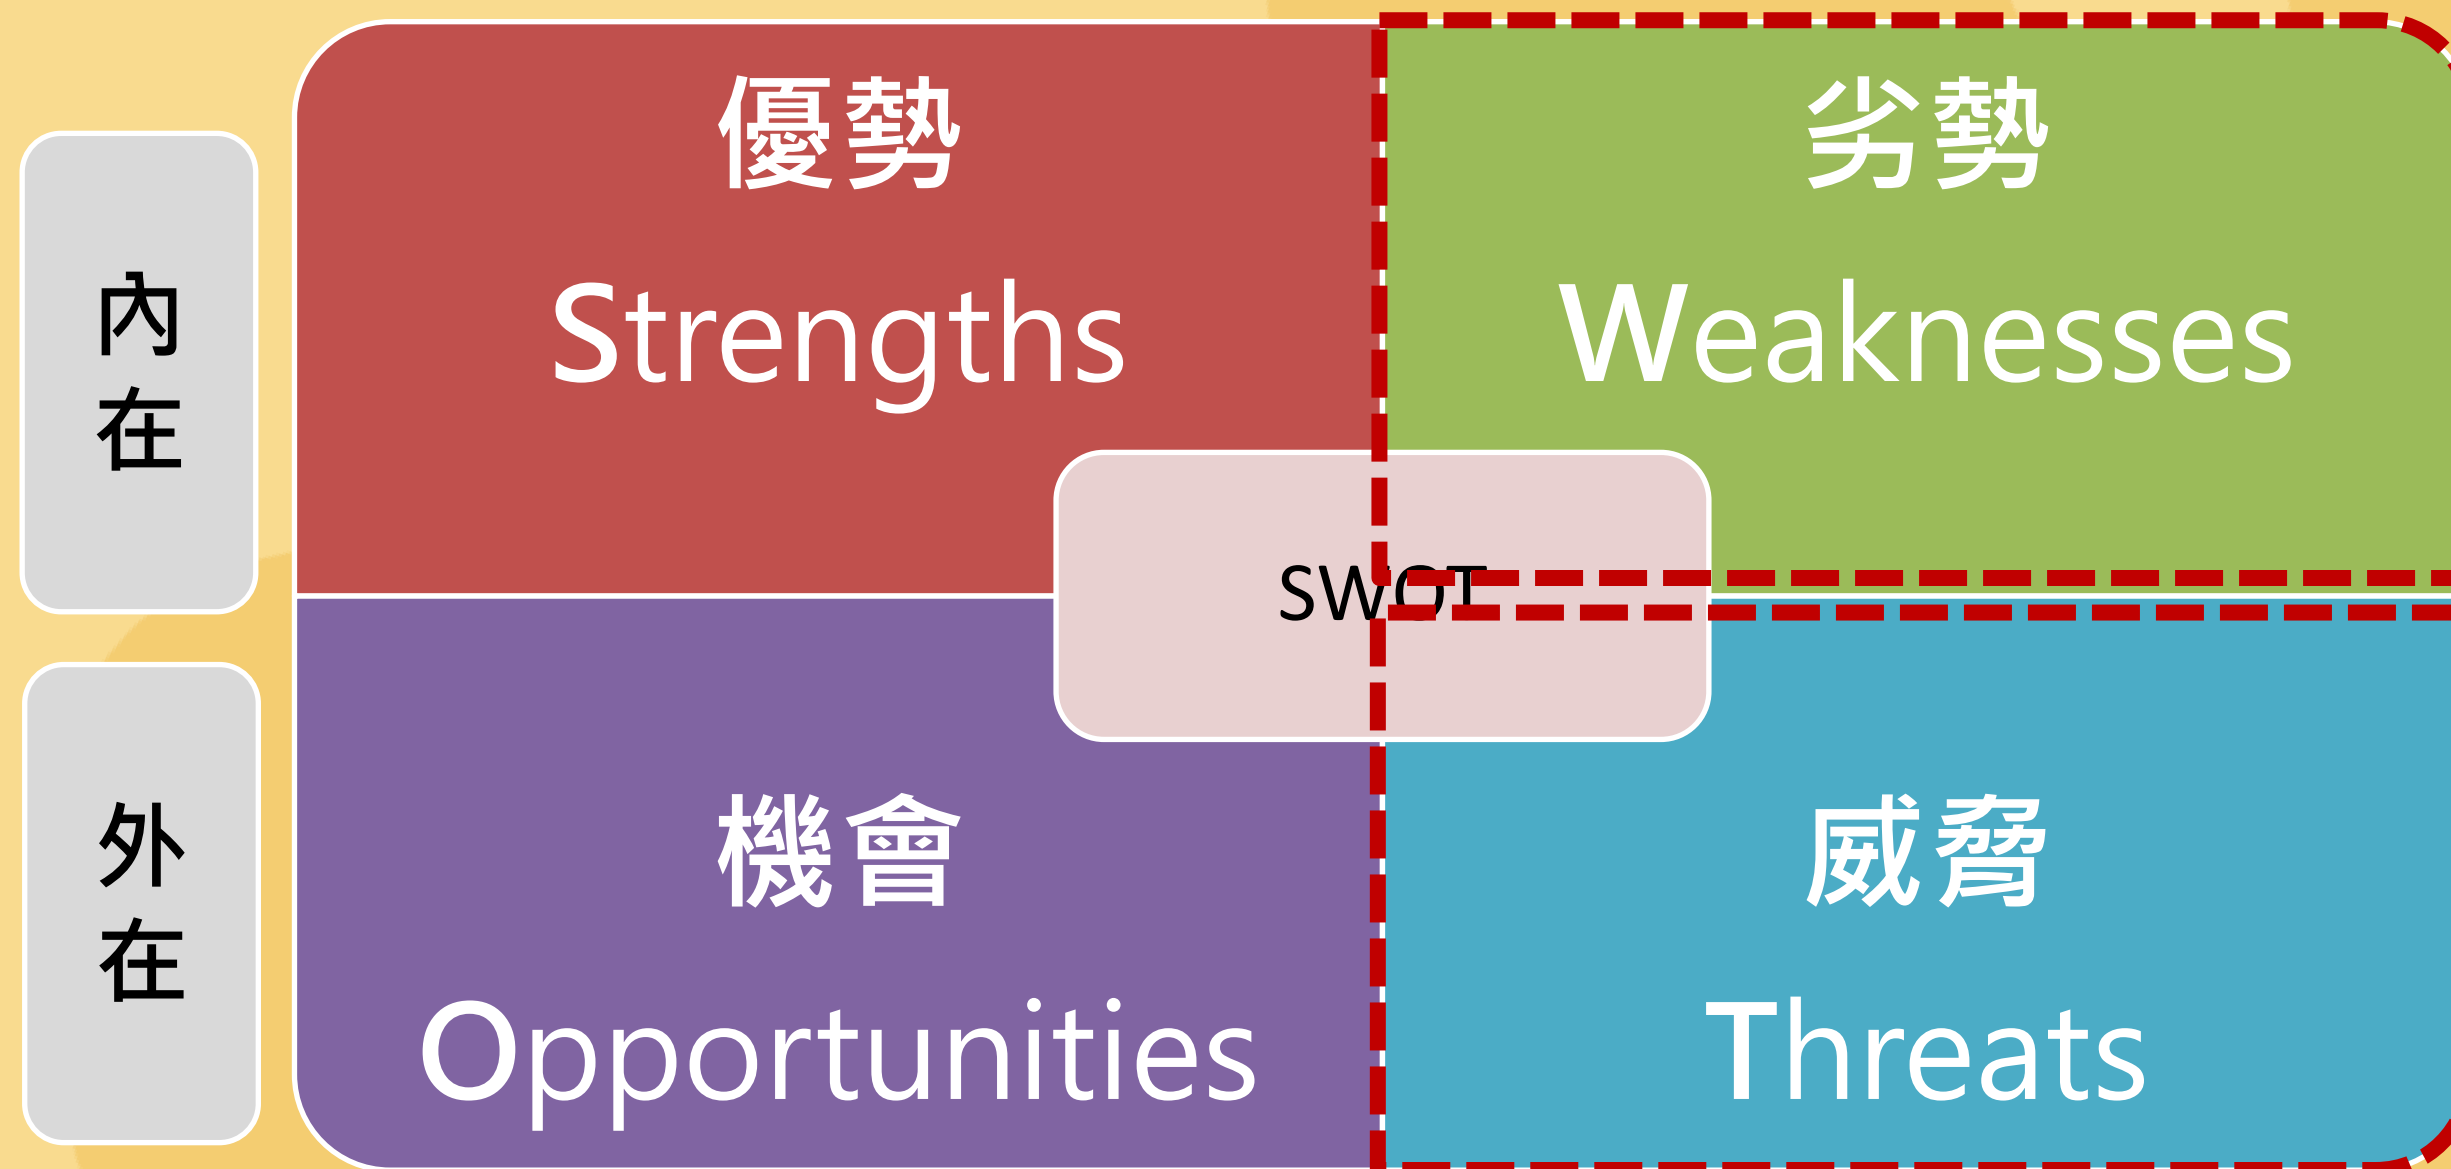 內
在
優勢
Strengths
劣勢
Weaknesses
SWOT
外
在
機會
Opportunities
威脅
Threats